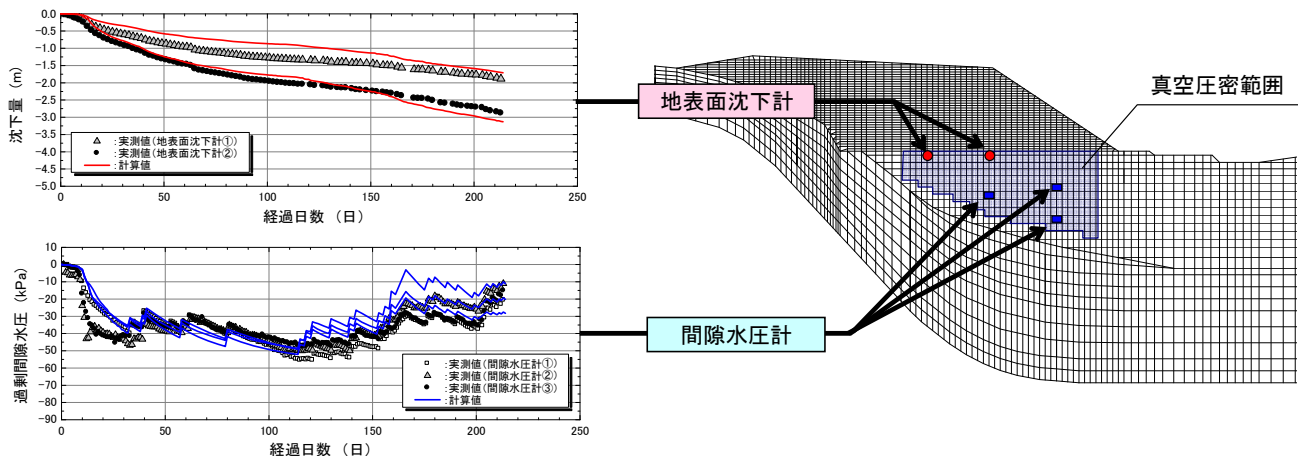 0.0
-0.5
-1.0
-1.5
-2.0
-2.5
-3.0
-3.5
-4.0
-4.5
-5.0
沈下量（m）
:実測値(地表面沈下計①)
:実測値(地表面沈下計②)
:計算値
0 50 100 150 200 250
経過日数（日）
10
0
-10
-20
-30
-40
-50
-60
-70
-80
-90
過剰間隙水圧（kPa）
:実測値(間隙水圧計①)
:実測値(間隙水圧計②)
:実測値(間隙水圧計③)
:計算値
0 50 100 150 200 250
経過日数（日）
地表面沈下計
間隙水圧計
真空圧密範囲